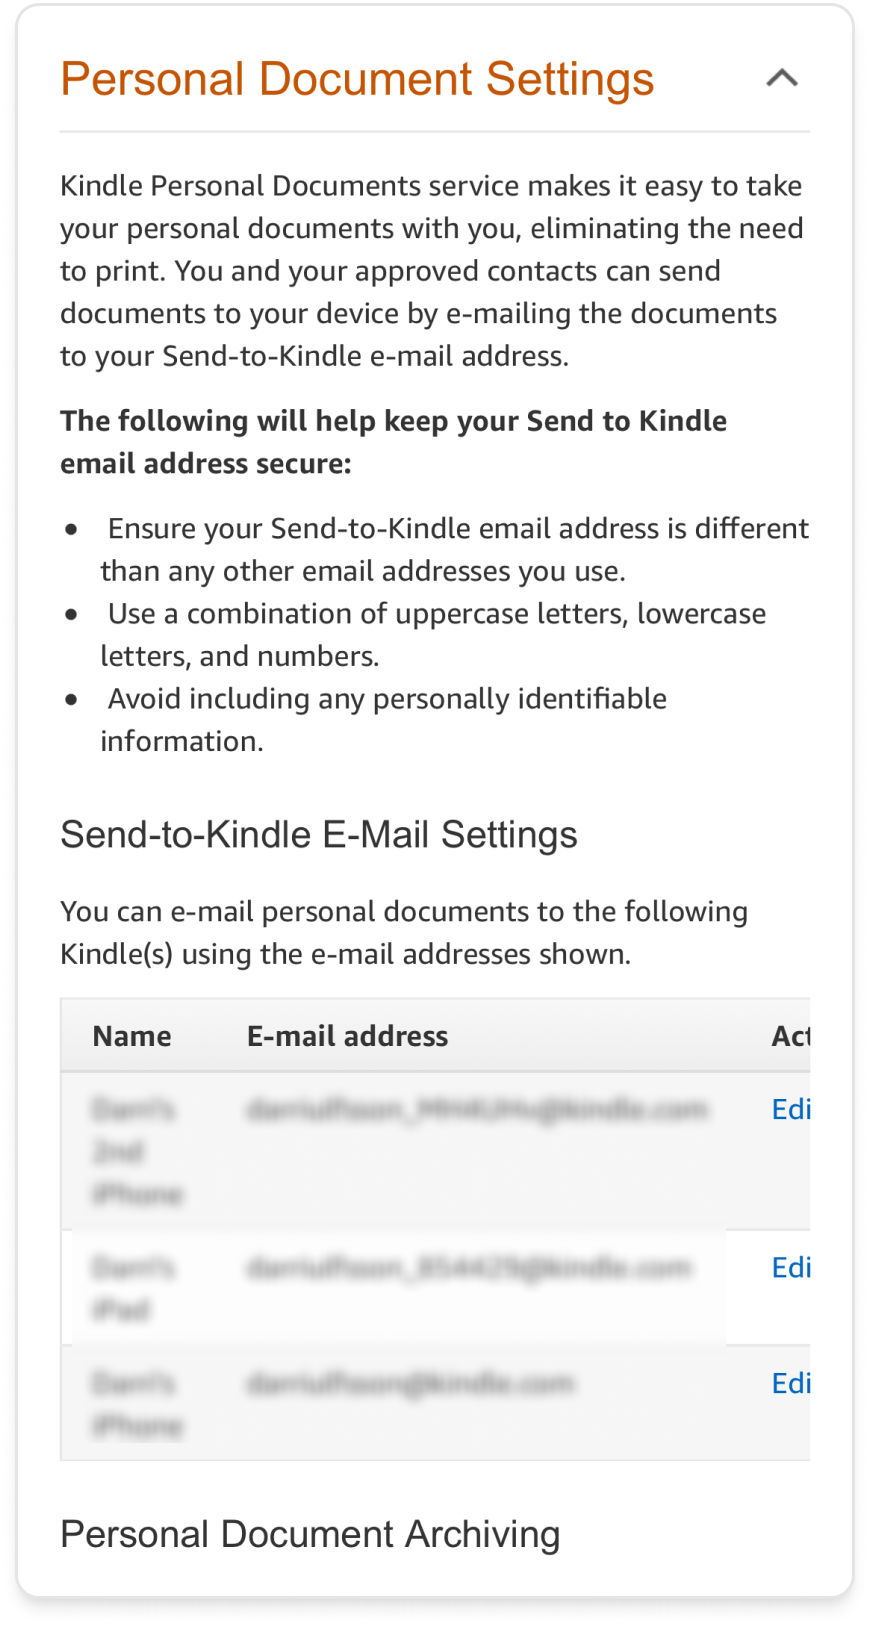 Personal Document Settings
Kindle Personal Documents service makes it easy to take
your personal documents with you, eliminating the need
to print. You and your approved contacts can send
documents to your device by e-mailing the documents
to your Send-to-Kindle e-mail address.
The following will help keep your Send to Kindle
email address secure:
• Ensure your Send-to-Kindle email address is different
than any other email addresses you use.
• Use a combination of uppercase letters, lowercase
letters, and numbers.
• Avoid including any personally identifiable
information.
Send-to-Kindle E-Mail Settings
You can e-mail personal documents to the following
Kindle(s) using the e-mail addresses shown.
Name E-mail address Act
Edi
Edi
Edi
Personal Document Archiving